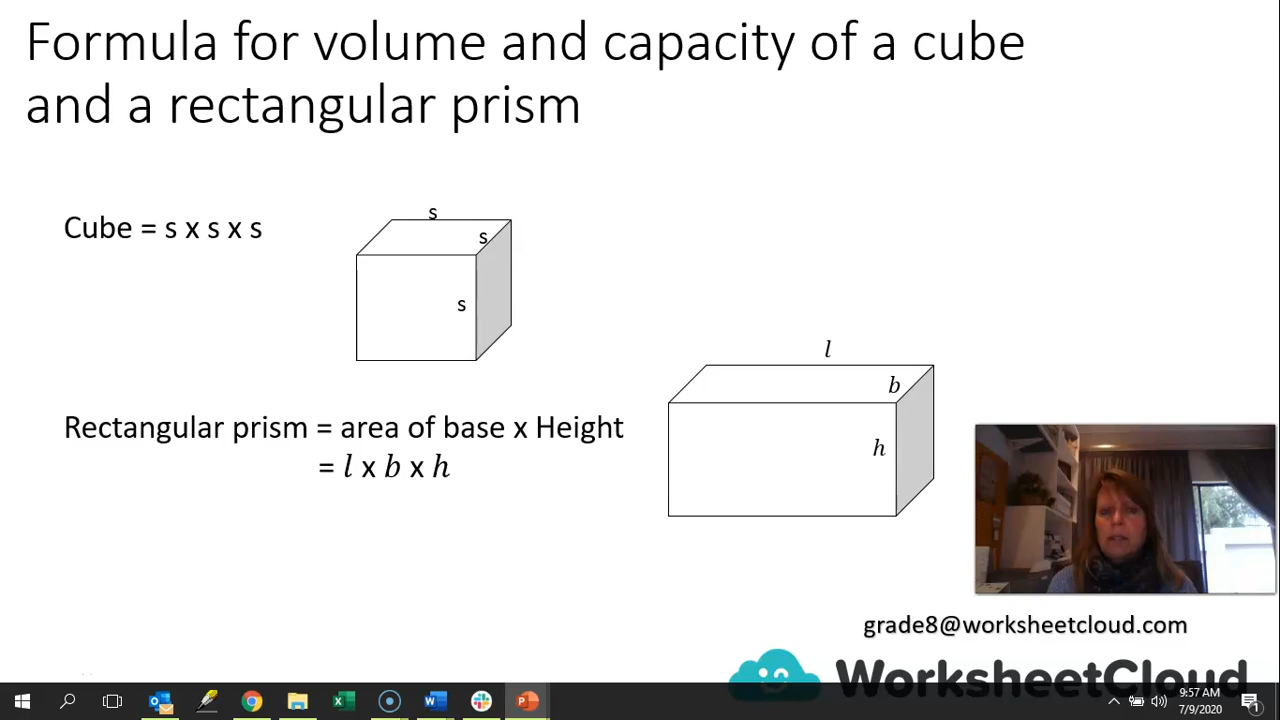 Formula for volume and capacity of a cube
and a rectangular prism
Cube = s x s x s
s
s
s
Rectangular prism = area of base x Height
= l x b x h
l
b
h
grade8@worksheetcloud.com
WorksheetCloud
9:57 AM
7/9/2020